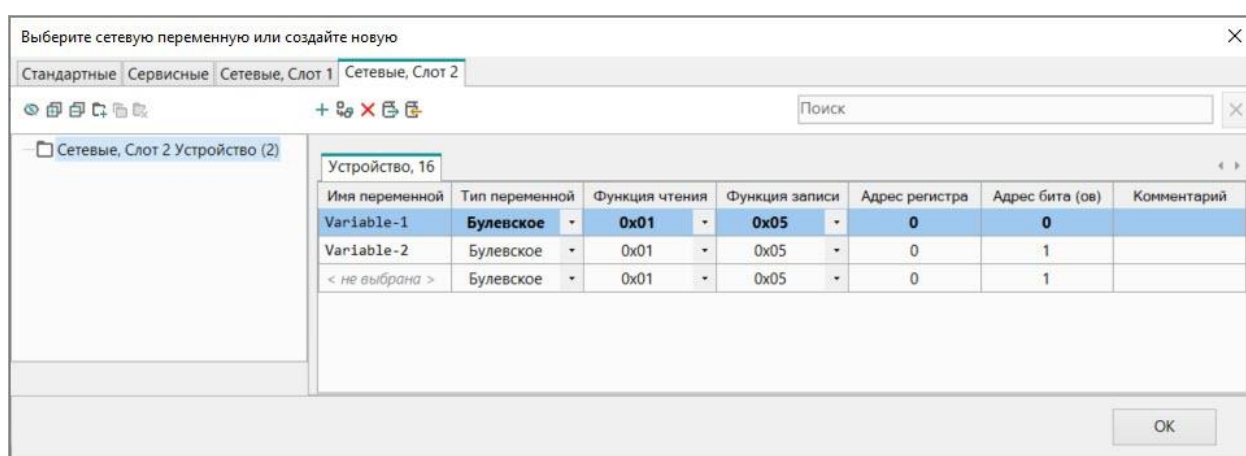 Выберите сетевую переменную или создайте новую
Стандартные Сервисные Сетевые, Слот 1 Сетевые, Слот 2
Поиск
Сетевые, Слот 2 Устройство (2)
Устройство, 16
Имя переменной Тип переменной Функция чтения Функция записи Адрес регистра Адрес бита (ов) Комментарий
Variable-1 Булевское 0x01 0x05 0 0
Variable-2 Булевское 0x01 0x05 0 1
< не выбрана > Булевское 0x01 0x05 0 1
OK